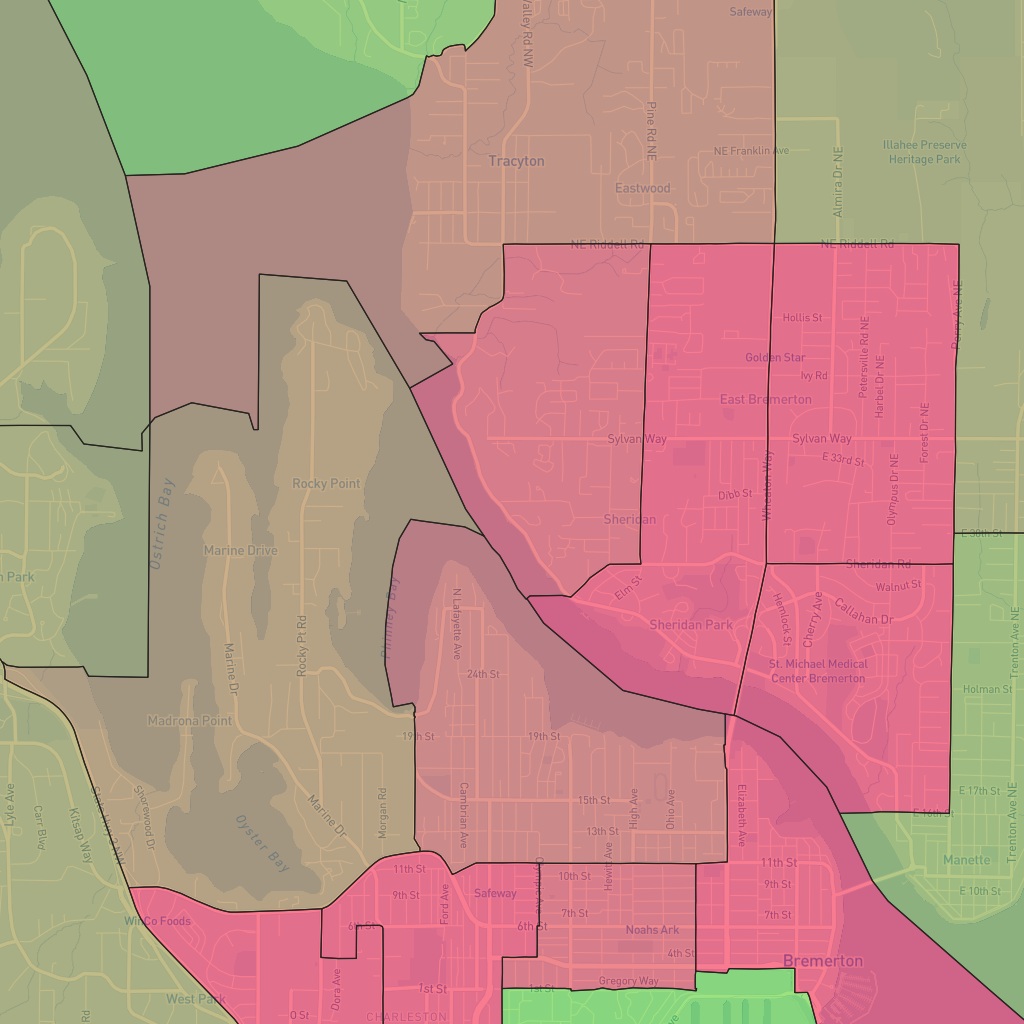 Safeway
Valley Rd NW
Pine Rd NE
NE Franklin Ave
Tracyton
Eastwood
Almira Dr NE
Illahee Preserve
Heritage Park
NE Riddell Rd
NE Riddell Rd
Perry Ave NE
Hollis St
Golden Star
Ivy Rd
Petersville Rd NE
Harbel Dr NE
East Bremerton
Forest Dr NE
Sylvan Way
Sylvan Way
E 33rd St
Wheaton Way
Olympus Dr NE
Dibb St
Rocky Point
Ostrich Bay
Sheridan
E 30th St
Marine Drive
Sheridan Rd
n Park
Elm St
Walnut St
Phinney Bay
N Lafayette Ave
Hemlock St
Cherry Ave
Callahan Dr
Sheridan Park
Trenton Ave NE
Rocky Pt Rd
Marine Dr
24th St
St. Michael Medical
Center Bremerton
Holman St
Madrona Point
19th St
19th St
Lyle Ave
Carr Blvd
Kitsap Way
State Hwy 3 NW
Shorewood Dr
Oyster Bay
Marine Dr
Morgan Rd
Cambrian Ave
15th St
High Ave
Ohio Ave
Elizabeth Ave
13th St
E 17th St
E 16th St
Trenton Ave NE
Manette
E 10th St
11th St
9th St
Ford Ave
Safeway
Olympic Ave
10th St
Hewitt Ave
11th St
9th St
7th St
7th St
WinCo Foods
6th St
6th St
Noahs Ark
4th St
Bremerton
West Park
Dora Ave
1st St
1st St
Gregory Way
O St
CHARLESTON
Rd